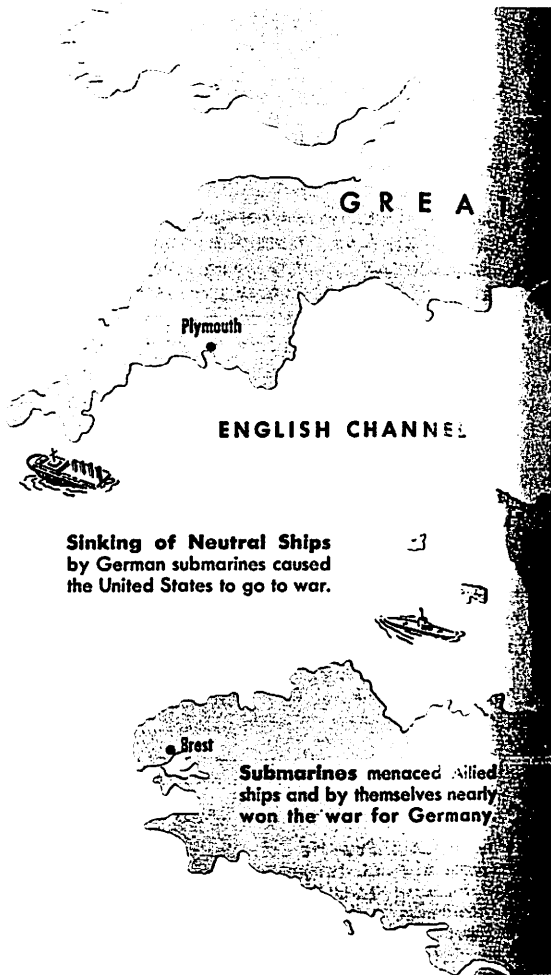 GREAT
Plymouth
ENGLISH CHANNEL
Sinking of Neutral Ships
by German submarines caused
the United States to go to war.
Brest
Submarines menaced Allied
ships and by themselves nearly
won the war for Germany.